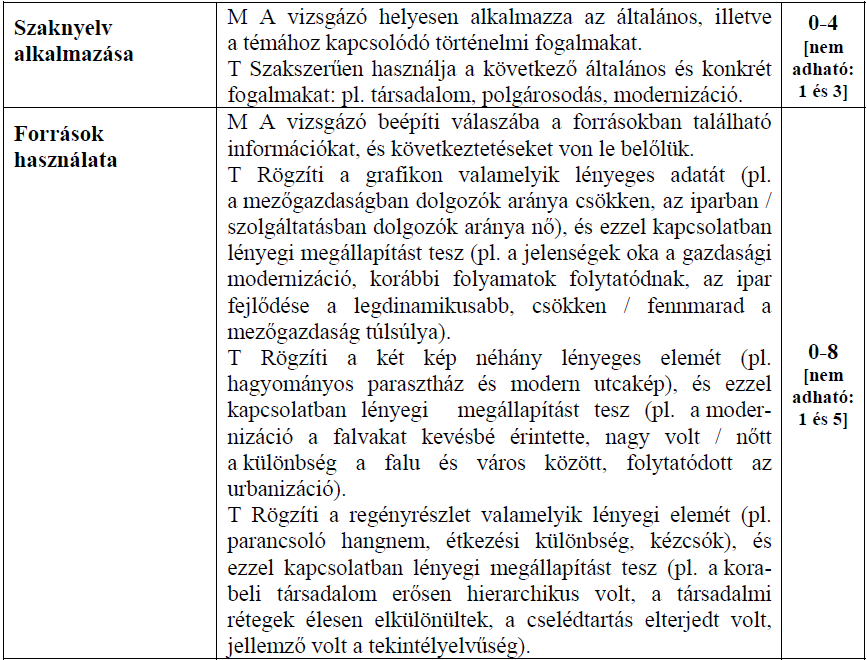 Szaknyelv
alkalmazása
M A vizsgázó helyesen alkalmazza az általános, illetve
a témához kapcsolódó történelmi fogalmakat.
T Szakszerűen használja a következő általános és konkrét
fogalmakat: pl. társadalom, polgárosodás, modernizáció.
0-4
[nem
adható:
1 és 3]
Források
használata
M A vizsgázó beépíti válaszába a forrásokban található
információkat, és következtetéseket von le belőlük.
T Rögzíti a grafikon valamelyik lényeges adatát (pl.
a mezőgazdaságban dolgozók aránya csökken, az iparban /
szolgáltatásban dolgozók aránya nő), és ezzel kapcsolatban
lényegi megállapítást tesz (pl. a jelenségek oka a gazdasági
modernizáció, korábbi folyamatok folytatódnak, az ipar
fejlődése a legdinamikusabb, csökken / fennmarad a
mezőgazdaság túlsúlya).
T Rögzíti a két kép néhány lényeges elemét (pl.
hagyományos parasztház és modern utcakép), és ezzel
kapcsolatban lényegi megállapítást tesz (pl. a moder-
nizáció a falvakat kevésbé érintette, nagy volt / nőtt
a különbség a falu és város között, folytatódott az
urbanizáció).
T Rögzíti a regényrészlet valamelyik lényegi elemét (pl.
parancsoló hangnem, étkezési különbség, kézcsók), és
ezzel kapcsolatban lényegi megállapítást tesz (pl. a kora-
beli társadalom erősen hierarchikus volt, a társadalmi
rétegek élesen elkülönültek, a cselédtartás elterjedt volt,
jellemző volt a tekintélyelvűség).
0-8
[nem
adható:
1 és 5]